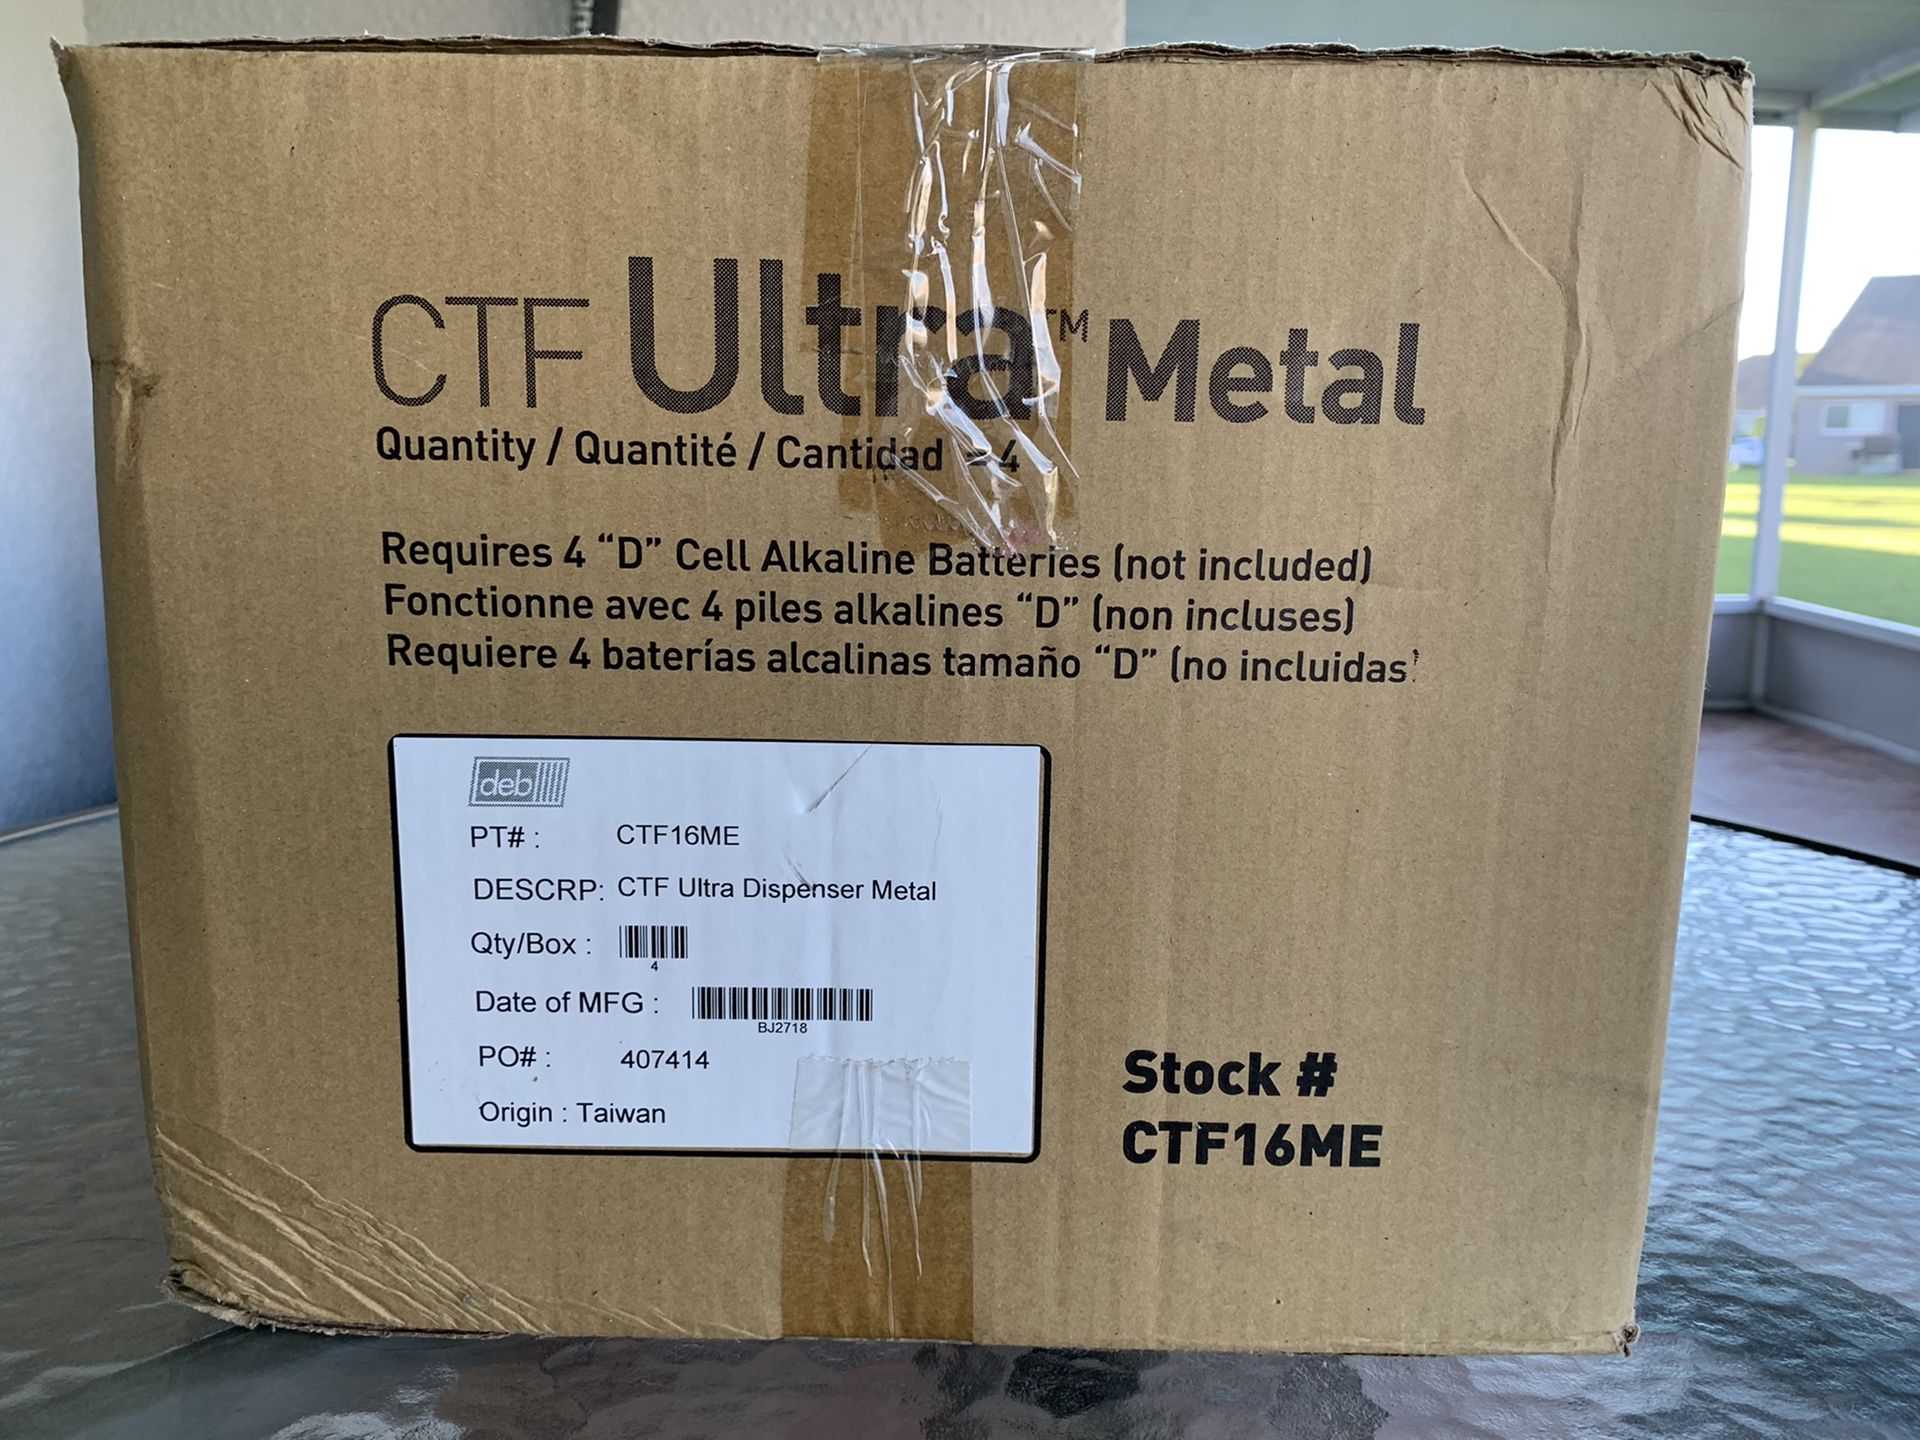 CTF Ultra™ Metal
Quantity / Quantité / Cantidad = 4
Requires 4 “D” Cell Alkaline Batteries (not included)
Fonctionne avec 4 piles alkalines “D” (non incluses)
Requiere 4 baterías alcalinas tamaño “D” (no incluidas)
deb
PT# : CTF16ME
DESCRP: CTF Ultra Dispenser Metal
Qty/Box :
4
Date of MFG :
BJ2718
PO# : 407414
Origin : Taiwan
Stock #
CTF16ME